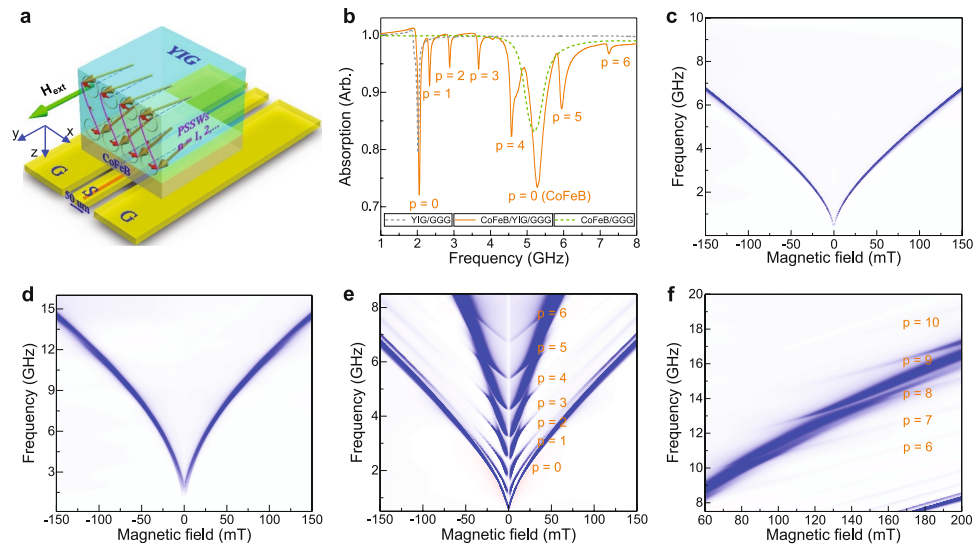 a
YIG
H_ext
PSSWs
n = 1, 2,...
x
y
z
CoFeB
G
S
G
50 nm
b
Absorption (Arb.)
1.0
0.9
0.8
0.7
p = 0
p = 1
p = 2
p = 3
p = 4
p = 0 (CoFeB)
p = 5
p = 6
YIG/GGG
CoFeB/YIG/GGG
CoFeB/GGG
1 2 3 4 5 6 7 8
Frequency (GHz)
c
Frequency (GHz)
10
8
6
4
2
-150 -100 -50 0 50 100 150
Magnetic field (mT)
d
Frequency (GHz)
15
12
9
6
3
-150 -100 -50 0 50 100 150
Magnetic field (mT)
e
Frequency (GHz)
8
6
4
2
p = 6
p = 5
p = 4
p = 3
p = 2
p = 1
p = 0
-150 -100 -50 0 50 100 150
Magnetic field (mT)
f
Frequency (GHz)
20
18
16
14
12
10
8
p = 10
p = 9
p = 8
p = 7
p = 6
60 80 100 120 140 160 180 200
Magnetic field (mT)